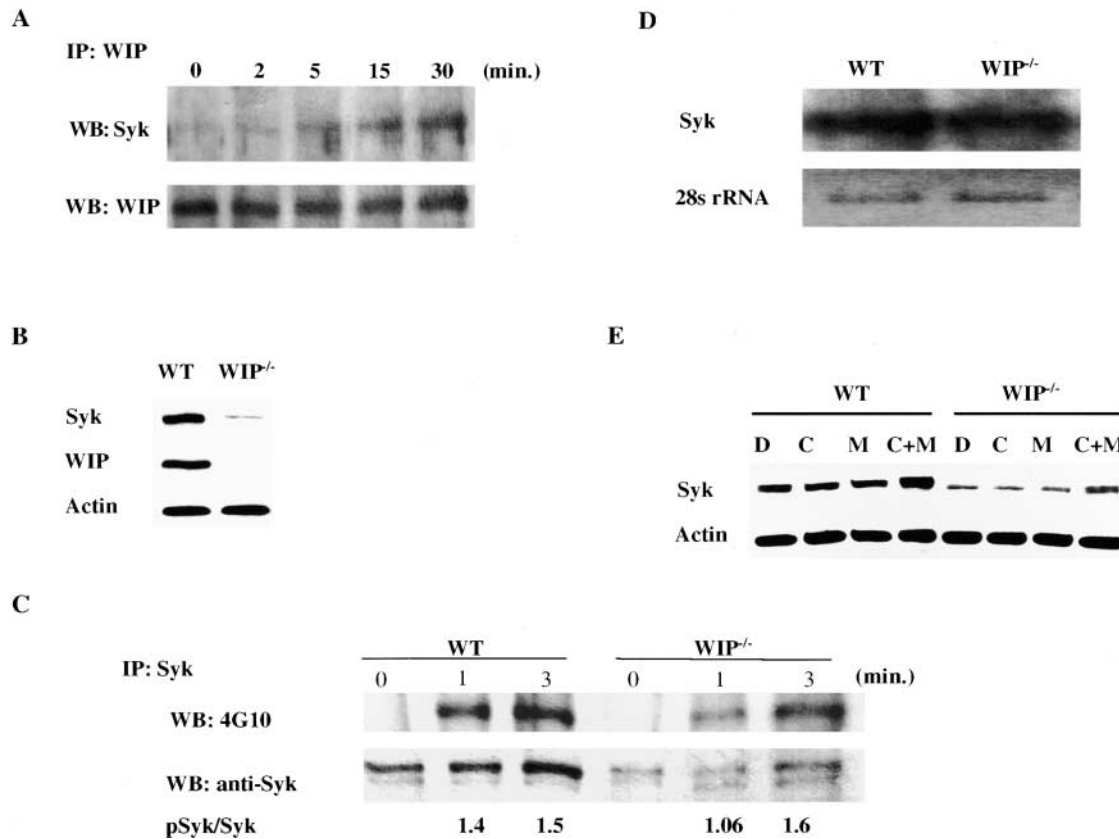 A
IP: WIP
0 2 5 15 30 (min.)
WB: Syk
WB: WIP
B
WT WIP-/-
Syk
WIP
Actin
C
WT WIP-/-
IP: Syk
0 1 3 0 1 3 (min.)
WB: 4G10
WB: anti-Syk
pSyk/Syk 1.4 1.5 1.06 1.6
D
WT WIP-/-
Syk
28s rRNA
E
WT WIP-/-
D C M C+M D C M C+M
Syk
Actin